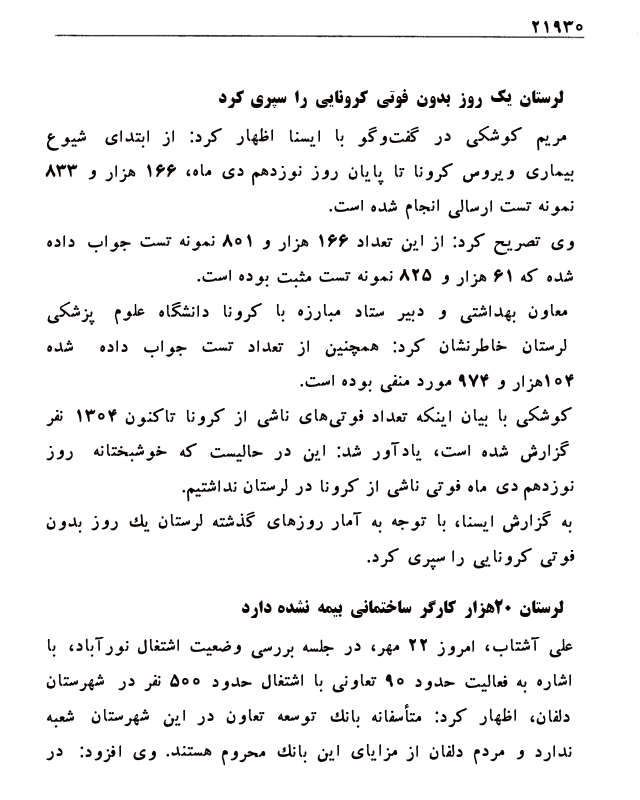 ۲۱۹۳۰
لرستان یک روز بدون فوتی کرونایی را سپری کرد
مریم کوشکی در گفت‌وگو با ایسنا اظهار کرد: از ابتدای شیوع
بیماری ویروس کرونا تا پایان روز نوزدهم دی ماه، ۱۶۶ هزار و ۸۳۳
نمونه تست ارسالی انجام شده است.
وی تصریح کرد: از این تعداد ۱۶۶ هزار و ۸۰۱ نمونه تست جواب داده
شده که ۶۱ هزار و ۸۲۵ نمونه تست مثبت بوده است.
معاون بهداشتی و دبیر ستاد مبارزه با کرونا دانشگاه علوم پزشکی
لرستان خاطرنشان کرد: همچنین از تعداد تست جواب داده شده
۱۰۴هزار و ۹۷۴ مورد منفی بوده است.
کوشکی با بیان اینکه تعداد فوتی‌های ناشی از کرونا تاکنون ۱۳۰۴ نفر
گزارش شده است، یادآور شد: این در حالیست که خوشبختانه روز
نوزدهم دی ماه فوتی ناشی از کرونا در لرستان نداشتیم.
به گزارش ایسنا، با توجه به آمار روزهای گذشته لرستان یك روز بدون
فوتی کرونایی را سپری کرد.
لرستان ۲۰هزار کارگر ساختمانی بیمه نشده دارد
علی آشتاب، امروز ۲۲ مهر، در جلسه بررسی وضعیت اشتغال نورآباد، با
اشاره به فعالیت حدود ۹۰ تعاونی با اشتغال حدود ۵۰۰ نفر در شهرستان
دلفان، اظهار کرد: متأسفانه بانك توسعه تعاون در این شهرستان شعبه
ندارد و مردم دلفان از مزایای این بانك محروم هستند. وی افزود: در